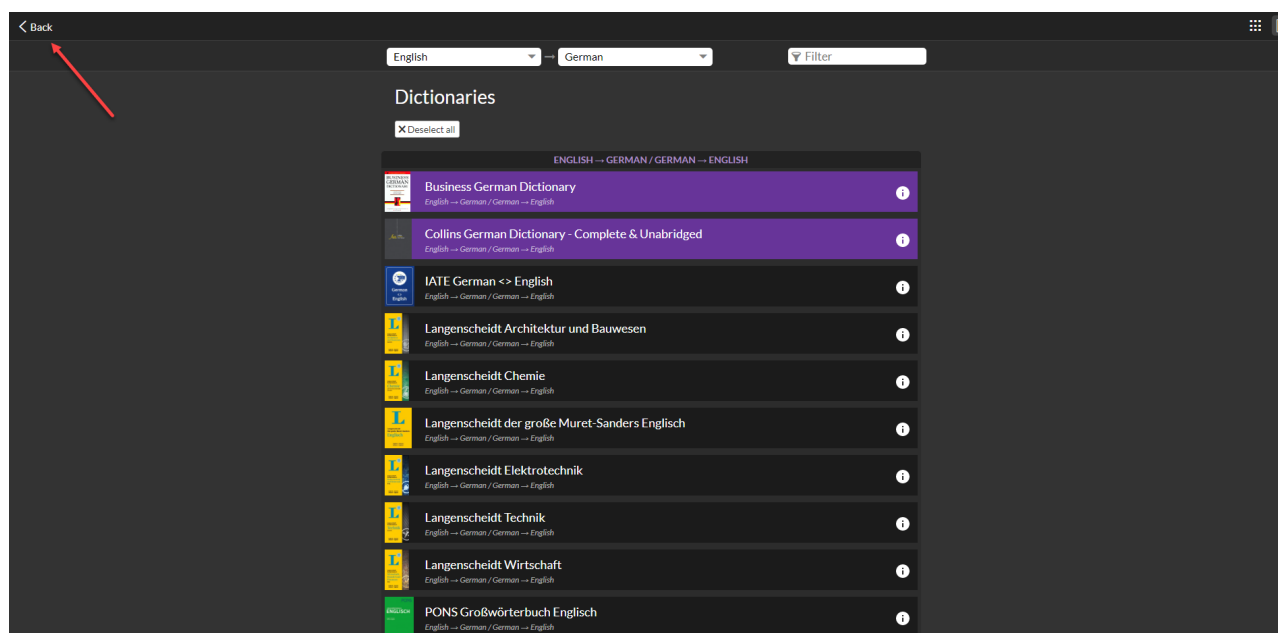 Back
English → German Filter
Dictionaries
Deselect all
ENGLISH → GERMAN / GERMAN → ENGLISH
Business German Dictionary
English → German / German → English
Collins German Dictionary - Complete & Unabridged
English → German / German → English
IATE German <> English
English → German / German → English
Langenscheidt Architektur und Bauwesen
English → German / German → English
Langenscheidt Chemie
English → German / German → English
Langenscheidt der große Muret-Sanders Englisch
English → German / German → English
Langenscheidt Elektrotechnik
English → German / German → English
Langenscheidt Technik
English → German / German → English
Langenscheidt Wirtschaft
English → German / German → English
PONS Großwörterbuch Englisch
English → German / German → English